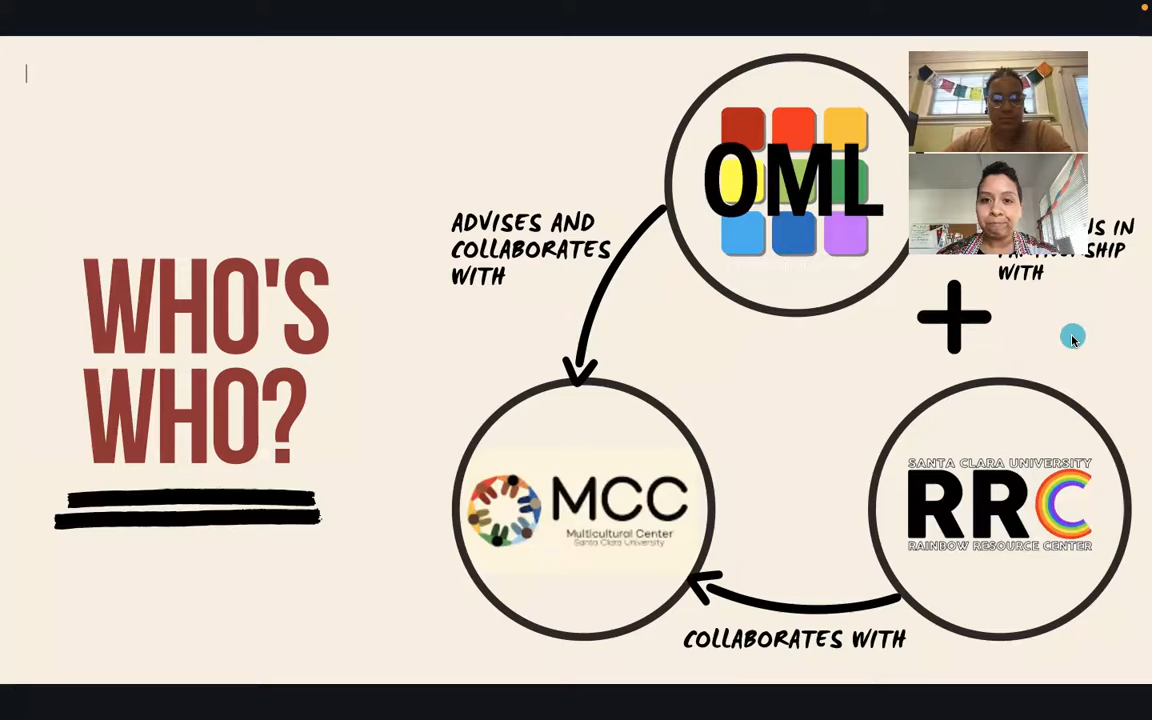 OML
ADVISES AND
COLLABORATES
WITH
IN
WITH
WHO'S
WHO?
MCC
Multicultural Center
Santa Clara University
SANTA CLARA UNIVERSITY
RRC
RAINBOW RESOURCE CENTER
COLLABORATES WITH